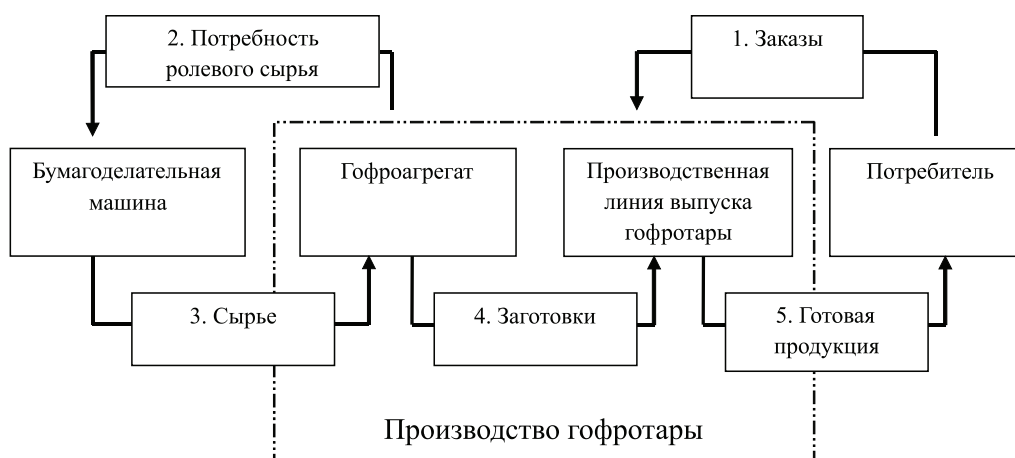 2. Потребность
ролевого сырья
1. Заказы
Бумагоделательная
машина
Гофроагрегат
Производственная
линия выпуска
гофротары
Потребитель
3. Сырье
4. Заготовки
5. Готовая
продукция
Производство гофротары